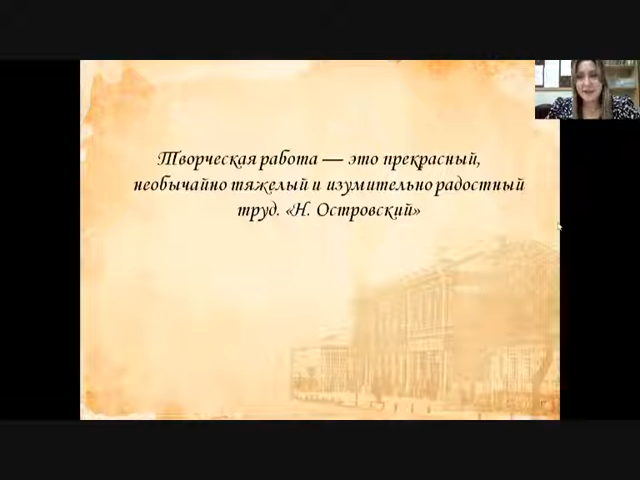 Творческая работа — это прекрасный,
необычайно тяжелый и изумительно радостный
труд. «Н. Островский»